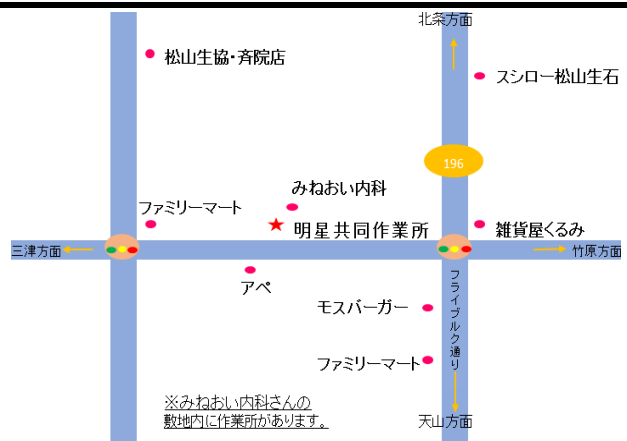 北条方面
松山生協・斉院店
スシロー松山生石
196
みねおい内科
ファミリーマート
明星共同作業所
雑貨屋くるみ
三津方面
竹原方面
アペ
フライブルク通り
モスバーガー
ファミリーマート
※みねおい内科さんの
敷地内に作業所があります。
天山方面